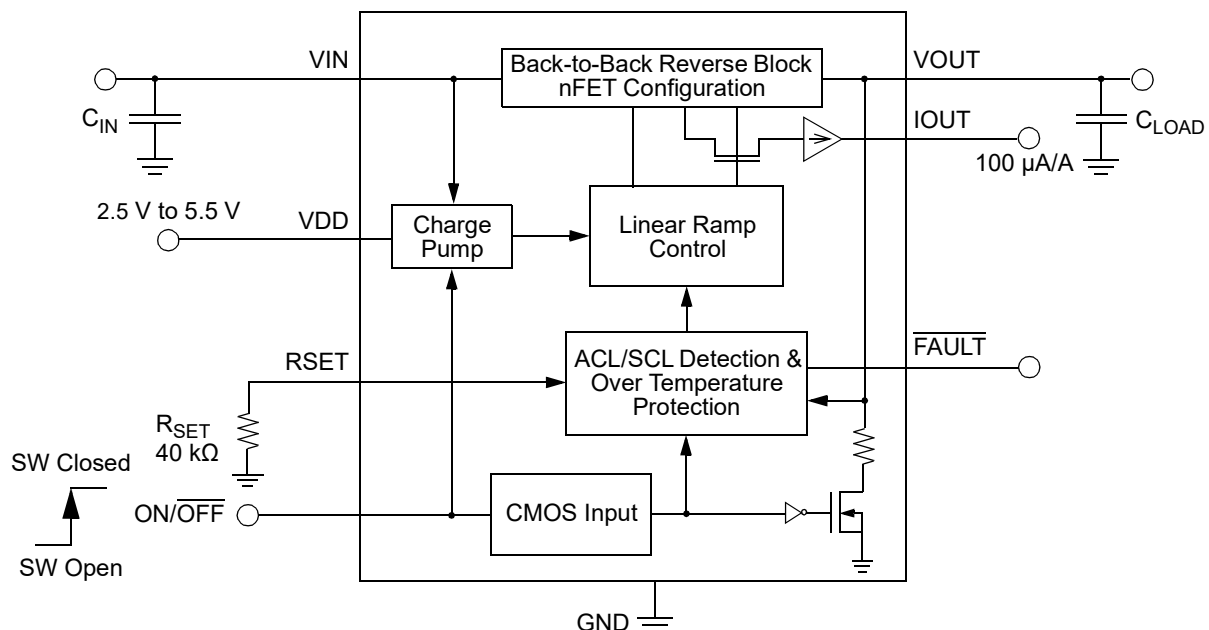 VIN
Back-to-Back Reverse Block
nFET Configuration
VOUT
C_IN
IOUT
C_LOAD
100 µA/A
2.5 V to 5.5 V
VDD
Charge
Pump
Linear Ramp
Control
RSET
ACL/SCL Detection &
Over Temperature
Protection
FAULT
R_SET
40 kΩ
SW Closed
ON/OFF
CMOS Input
SW Open
GND